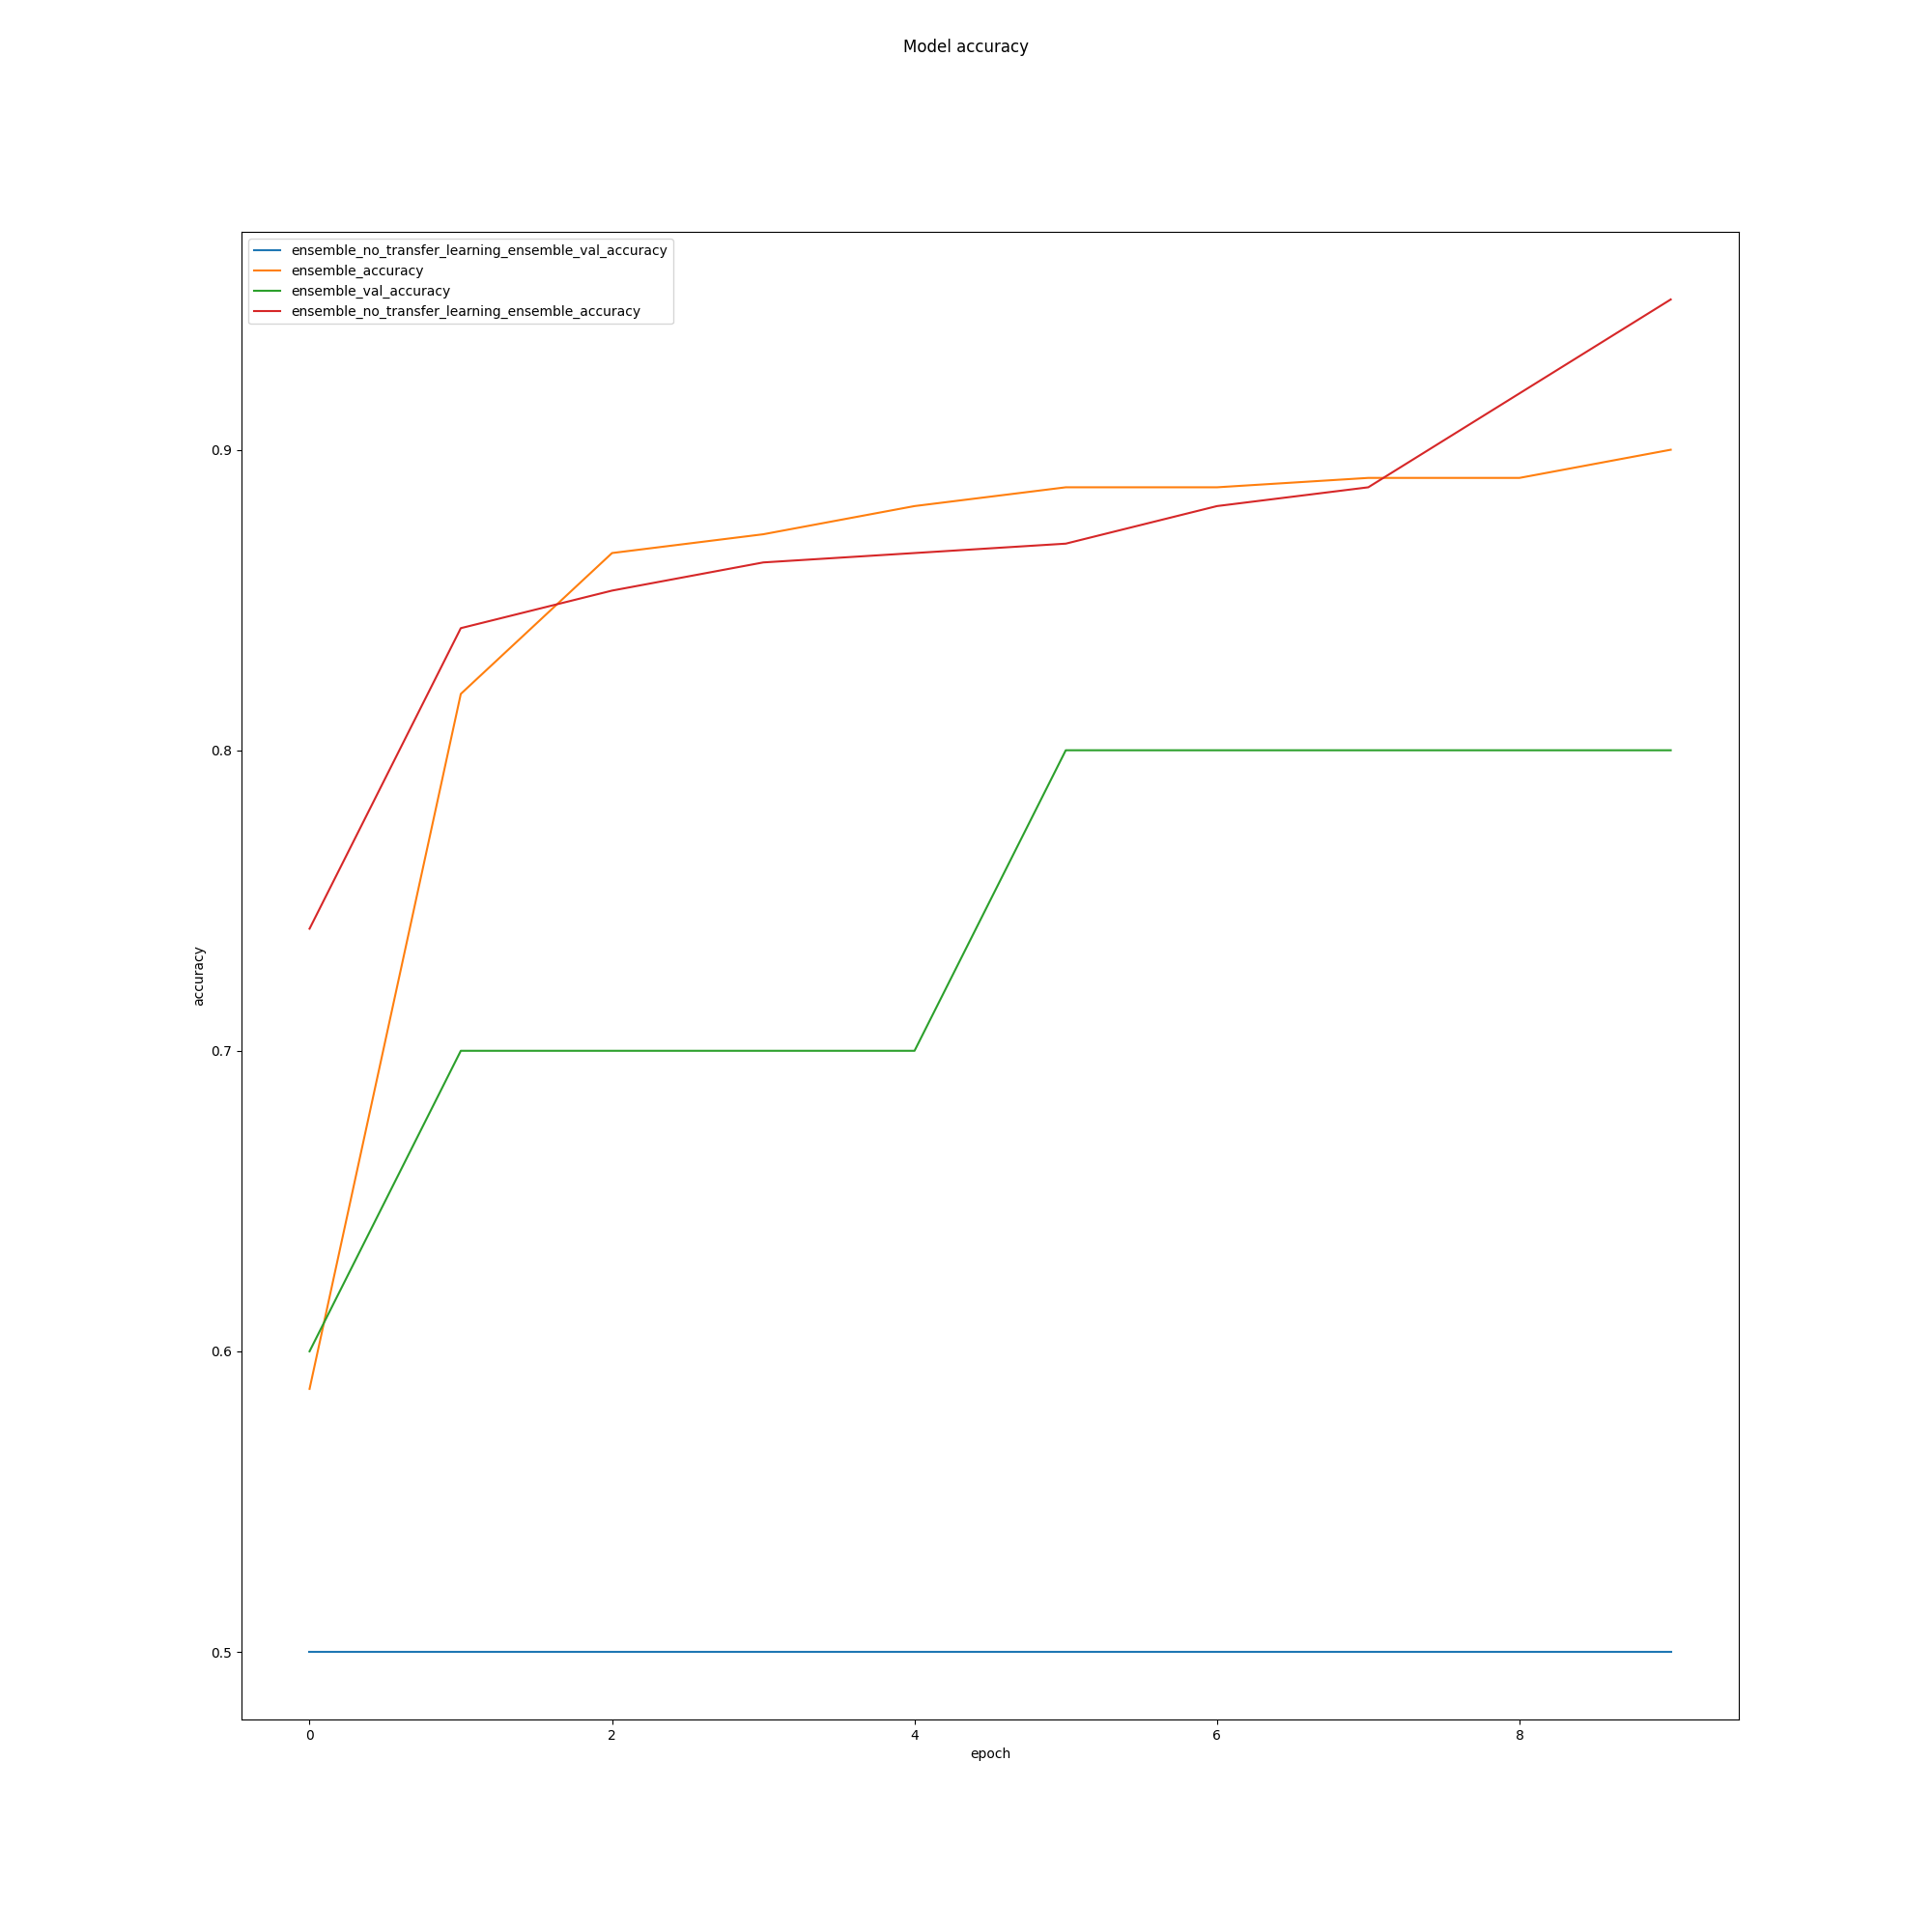 Model accuracy
ensemble_no_transfer_learning_ensemble_val_accuracy
ensemble_accuracy
ensemble_val_accuracy
ensemble_no_transfer_learning_ensemble_accuracy
0.9
0.8
0.7
0.6
0.5
accuracy
0 2 4 6 8
epoch